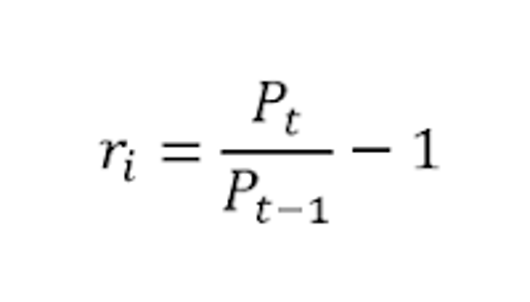 r_i = P_t / P_{t−1} − 1